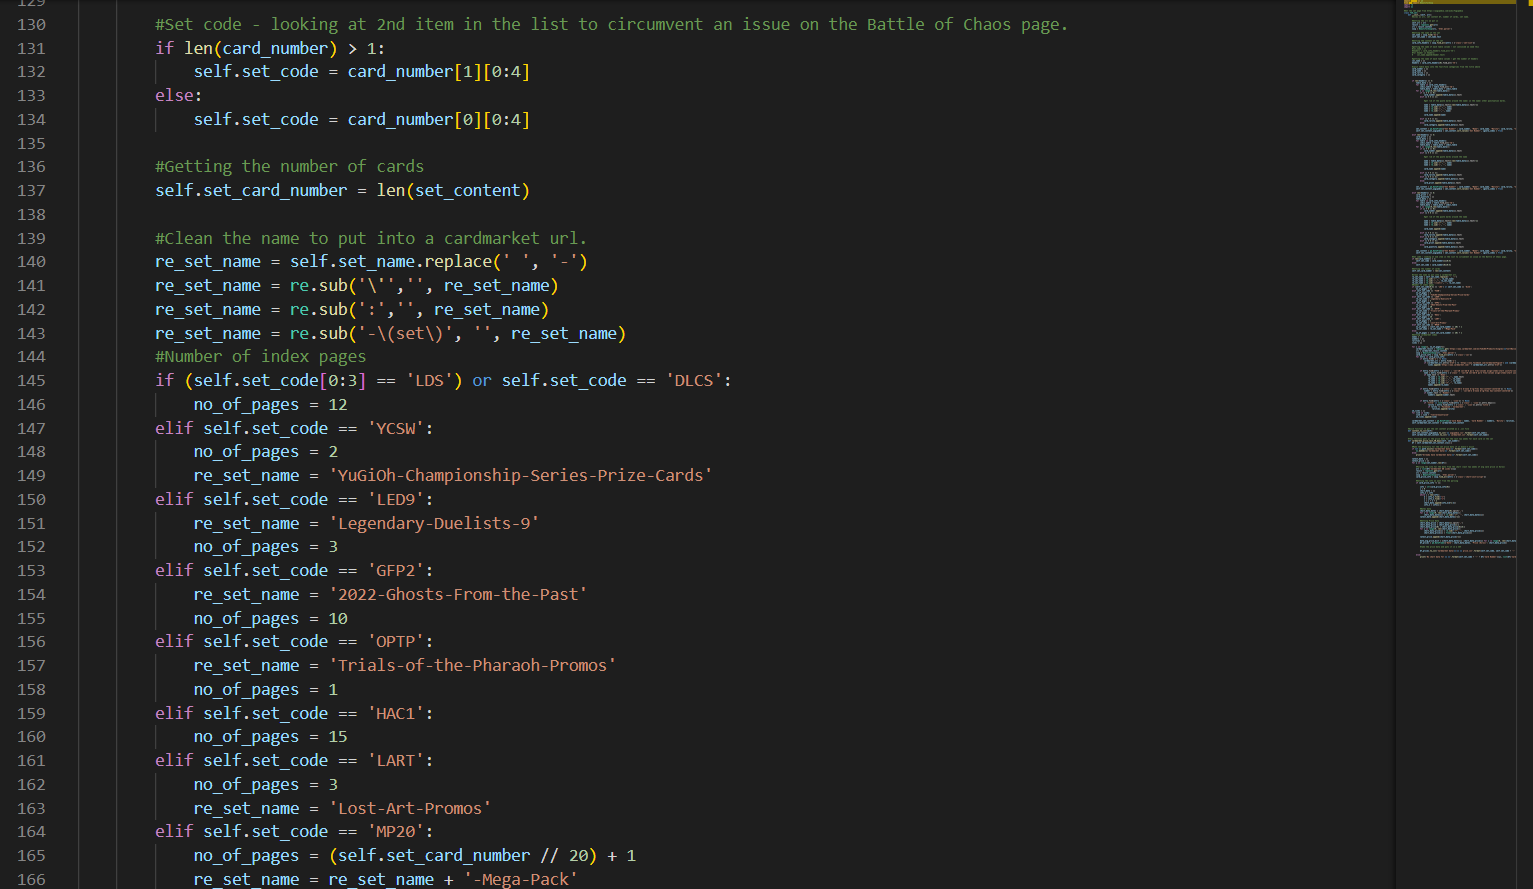 129
130 #Set code - looking at 2nd item in the list to circumvent an issue on the Battle of Chaos page.
131 if len(card_number) > 1:
132 self.set_code = card_number[1][0:4]
133 else:
134 self.set_code = card_number[0][0:4]
135
136 #Getting the number of cards
137 self.set_card_number = len(set_content)
138
139 #Clean the name to put into a cardmarket url.
140 re_set_name = self.set_name.replace(' ', '-')
141 re_set_name = re.sub('\'','', re_set_name)
142 re_set_name = re.sub(':','', re_set_name)
143 re_set_name = re.sub('-\(set\)', '', re_set_name)
144 #Number of index pages
145 if (self.set_code[0:3] == 'LDS') or self.set_code == 'DLCS':
146 no_of_pages = 12
147 elif self.set_code == 'YCSW':
148 no_of_pages = 2
149 re_set_name = 'YuGiOh-Championship-Series-Prize-Cards'
150 elif self.set_code == 'LED9':
151 re_set_name = 'Legendary-Duelists-9'
152 no_of_pages = 3
153 elif self.set_code == 'GFP2':
154 re_set_name = '2022-Ghosts-From-the-Past'
155 no_of_pages = 10
156 elif self.set_code == 'OPTP':
157 re_set_name = 'Trials-of-the-Pharaoh-Promos'
158 no_of_pages = 1
159 elif self.set_code == 'HAC1':
160 no_of_pages = 15
161 elif self.set_code == 'LART':
162 no_of_pages = 3
163 re_set_name = 'Lost-Art-Promos'
164 elif self.set_code == 'MP20':
165 no_of_pages = (self.set_card_number // 20) + 1
166 re_set_name = re_set_name + '-Mega-Pack'